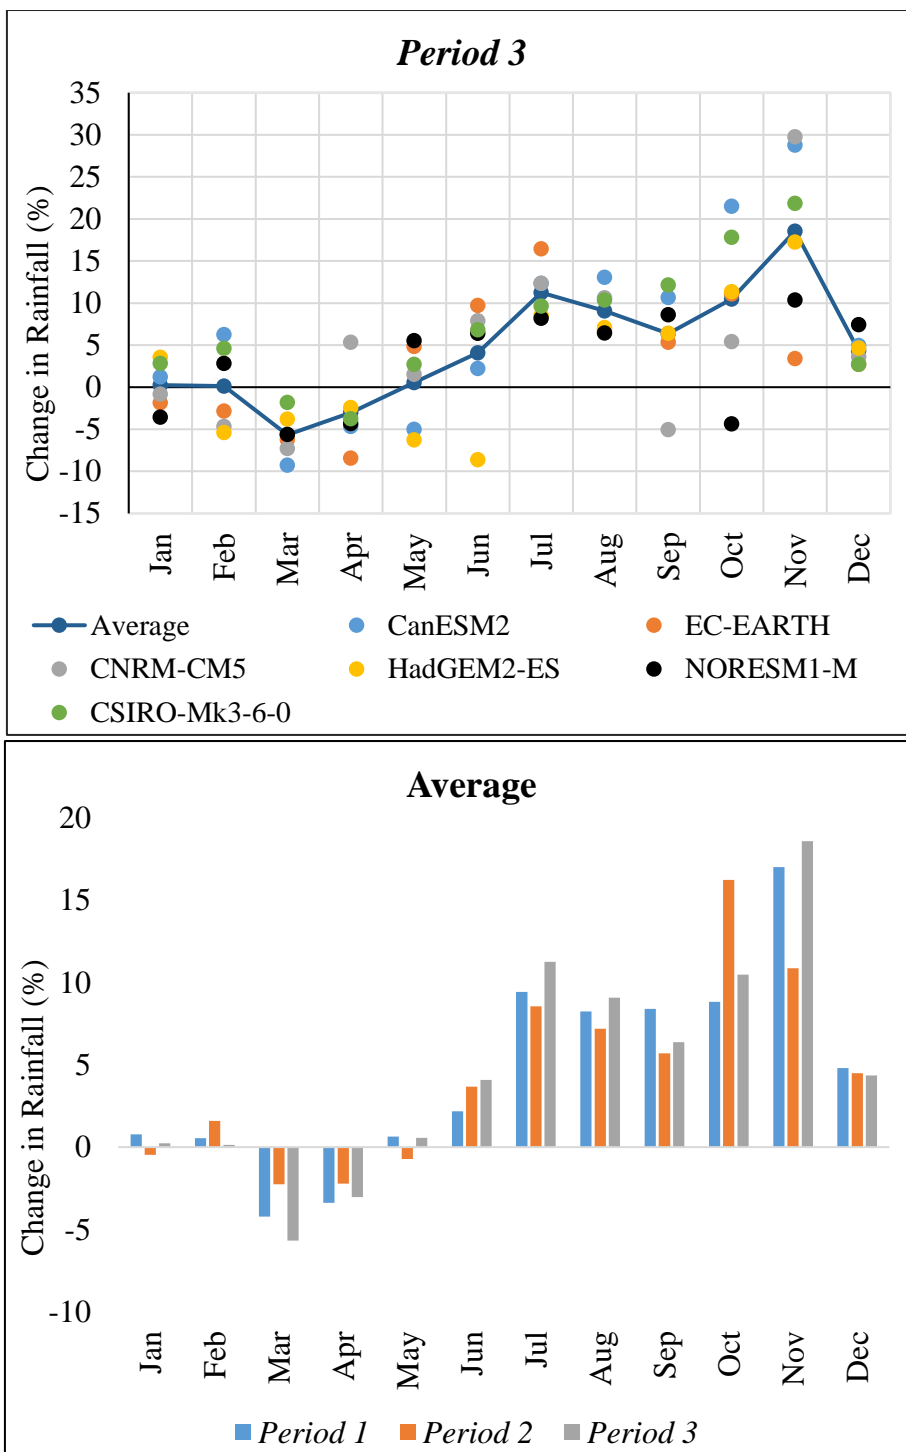 Period 3
Change in Rainfall (%)
35
30
25
20
15
10
5
0
-5
-10
-15
Jan
Feb
Mar
Apr
May
Jun
Jul
Aug
Sep
Oct
Nov
Dec
Average CanESM2 EC-EARTH
CNRM-CM5 HadGEM2-ES NORESM1-M
CSIRO-Mk3-6-0
Average
Change in Rainfall (%)
20
15
10
5
0
-5
-10
Jan
Feb
Mar
Apr
May
Jun
Jul
Aug
Sep
Oct
Nov
Dec
Period 1 Period 2 Period 3